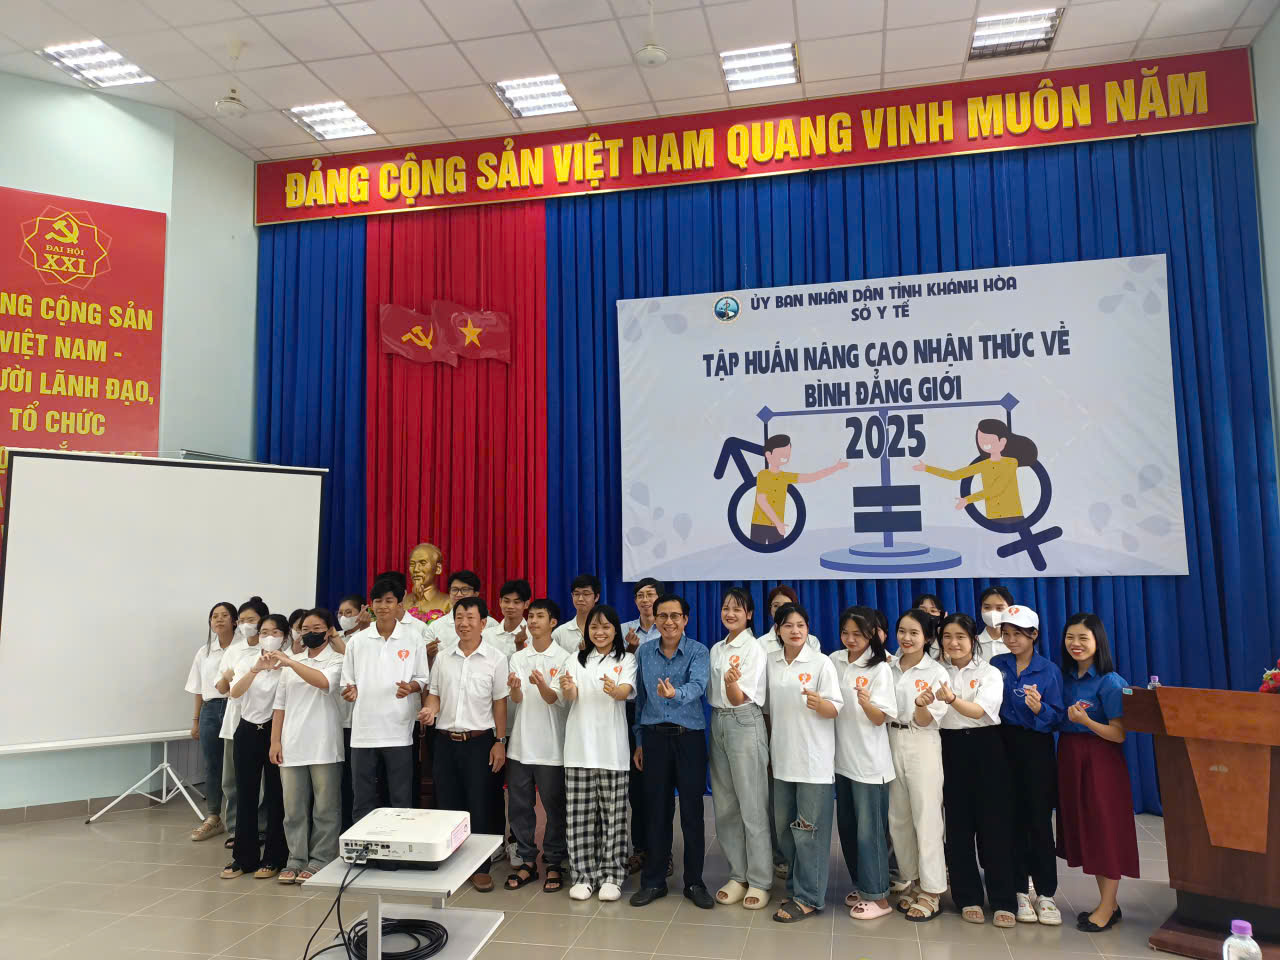 ĐẢNG CỘNG SẢN VIỆT NAM QUANG VINH MUÔN NĂM
ĐẠI HỘI
XXI
CỘNG SẢN
VIỆT NAM -
LÃNH ĐẠO,
TỔ CHỨC
ỦY BAN NHÂN DÂN TỈNH KHÁNH HÒA
SỞ Y TẾ
TẬP HUẤN NÂNG CAO NHẬN THỨC VỀ
BÌNH ĐẲNG GIỚI
2025